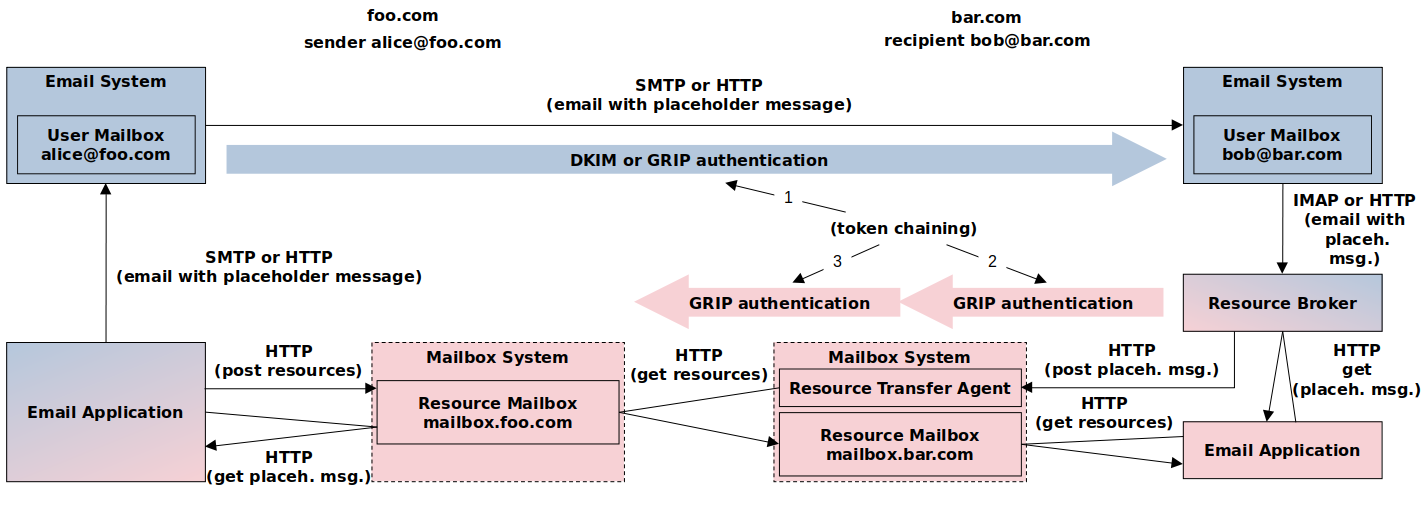 foo.com
sender alice@foo.com
bar.com
recipient bob@bar.com
Email System
User Mailbox
alice@foo.com
SMTP or HTTP
(email with placeholder message)
DKIM or GRIP authentication
Email System
User Mailbox
bob@bar.com
1
(token chaining)
3
2
IMAP or HTTP
(email with
placeh.
msg.)
SMTP or HTTP
(email with placeholder message)
GRIP authentication
GRIP authentication
Resource Broker
Email Application
HTTP
(post resources)
HTTP
(get placeh. msg.)
Mailbox System
Resource Mailbox
mailbox.foo.com
HTTP
(get resources)
Mailbox System
Resource Transfer Agent
Resource Mailbox
mailbox.bar.com
HTTP
(post placeh. msg.)
HTTP
(get resources)
HTTP
get
(placeh. msg.)
Email Application